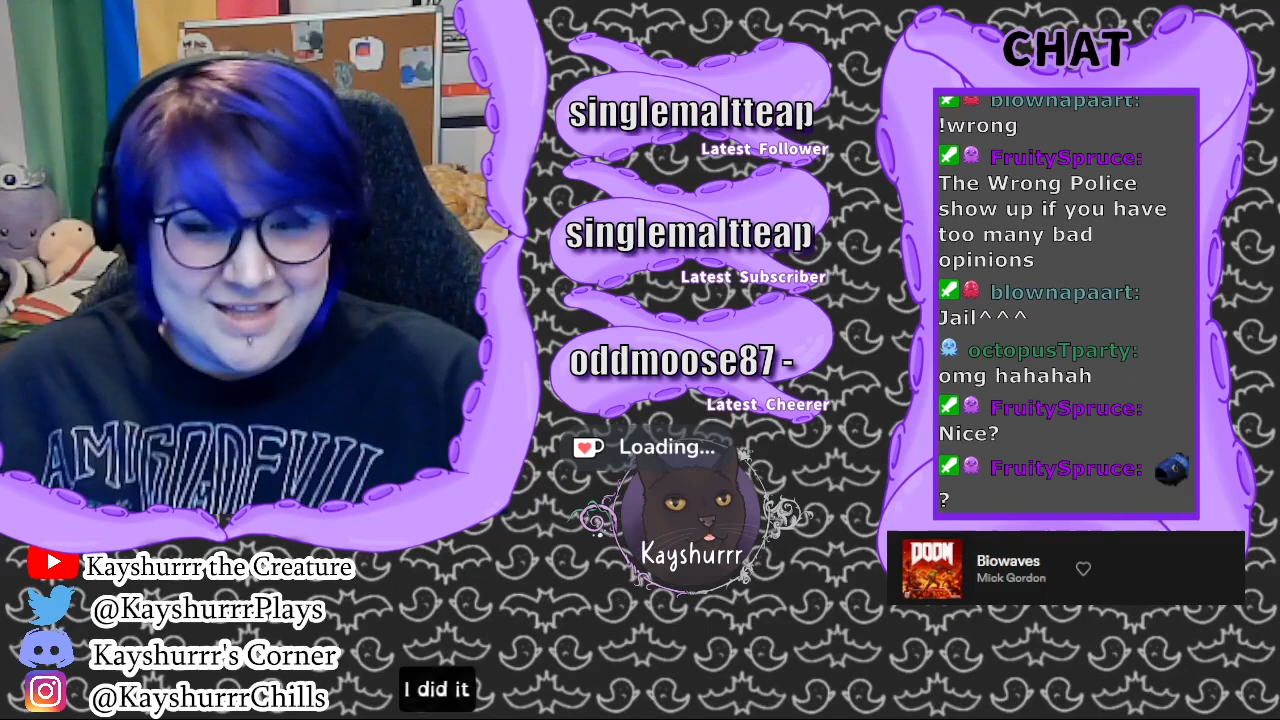 AMIGODEVIL
singlemaltteap
Latest Follower
singlemaltteap
Latest Subscriber
oddmoose87 -
Latest Cheerer
Loading...
Kayshurrr
CHAT
blownapaart:
!wrong
FruitySpruce:
The Wrong Police
show up if you have
too many bad
opinions
blownapaart:
Jail^^^
octopusTparty:
omg hahahah
FruitySpruce:
Nice?
FruitySpruce:
?
DOOM
Biowaves
Mick Gordon
Kayshurrr the Creature
@KayshurrrPlays
Kayshurrr's Corner
@KayshurrrChills
I did it